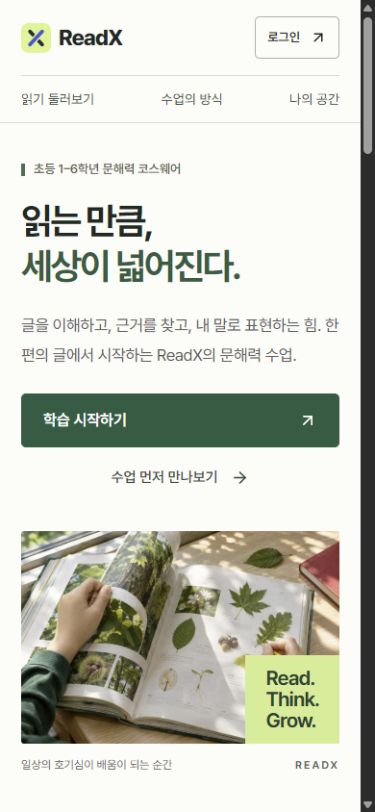 ReadX
로그인
읽기 둘러보기
수업의 방식
나의 공간
초등 1–6학년 문해력 코스웨어
읽는 만큼,
세상이 넓어진다.
글을 이해하고, 근거를 찾고, 내 말로 표현하는 힘. 한
편의 글에서 시작하는 ReadX의 문해력 수업.
학습 시작하기
수업 먼저 만나보기
Read.
Think.
Grow.
일상의 호기심이 배움이 되는 순간
READX